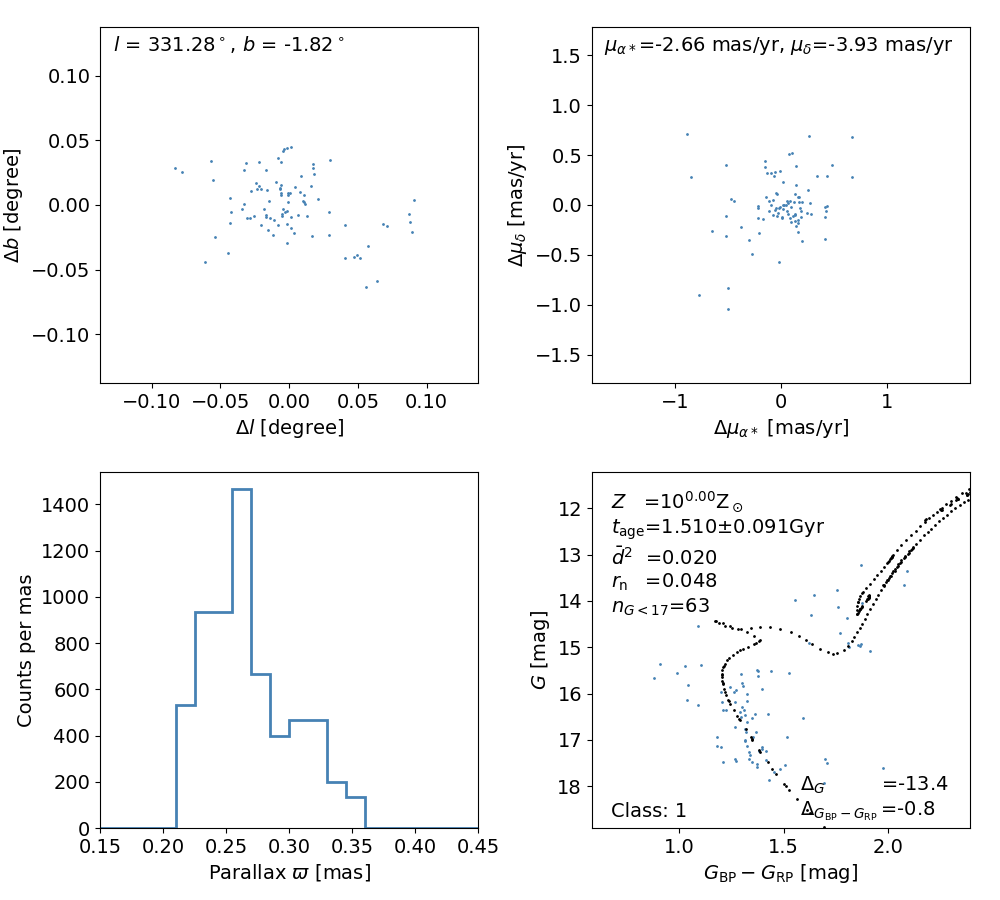 l = 331.28°, b = -1.82°
0.10
0.05
0.00
−0.05
−0.10
Δb [degree]
−0.10 −0.05 0.00 0.05 0.10
Δl [degree]
μα*=-2.66 mas/yr, μδ=-3.93 mas/yr
1.5
1.0
0.5
0.0
−0.5
−1.0
−1.5
Δμδ [mas/yr]
−1 0 1
Δμα* [mas/yr]
1400
1200
1000
800
600
400
200
0
Counts per mas
0.15 0.20 0.25 0.30 0.35 0.40 0.45
Parallax ϖ [mas]
Z =10^0.00 Z⊙
t_age=1.510±0.091Gyr
d̄² =0.020
r_n =0.048
n_G<17=63
12
13
14
15
16
17
18
G [mag]
Δ_G =-13.4
Δ_GBP−GRP =-0.8
Class: 1
1.0 1.5 2.0
G_BP − G_RP [mag]